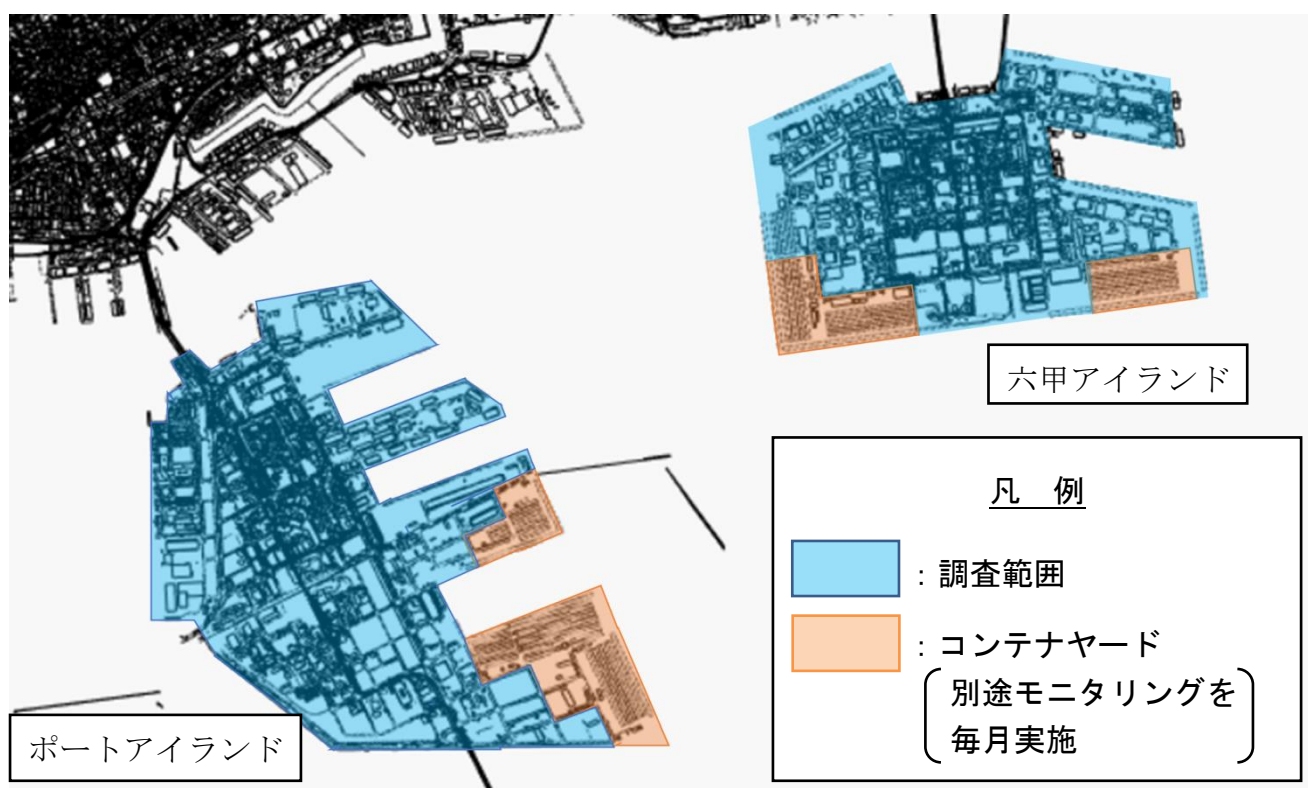 六甲アイランド
凡　例
：調査範囲
：コンテナヤード
別途モニタリングを
毎月実施
ポートアイランド